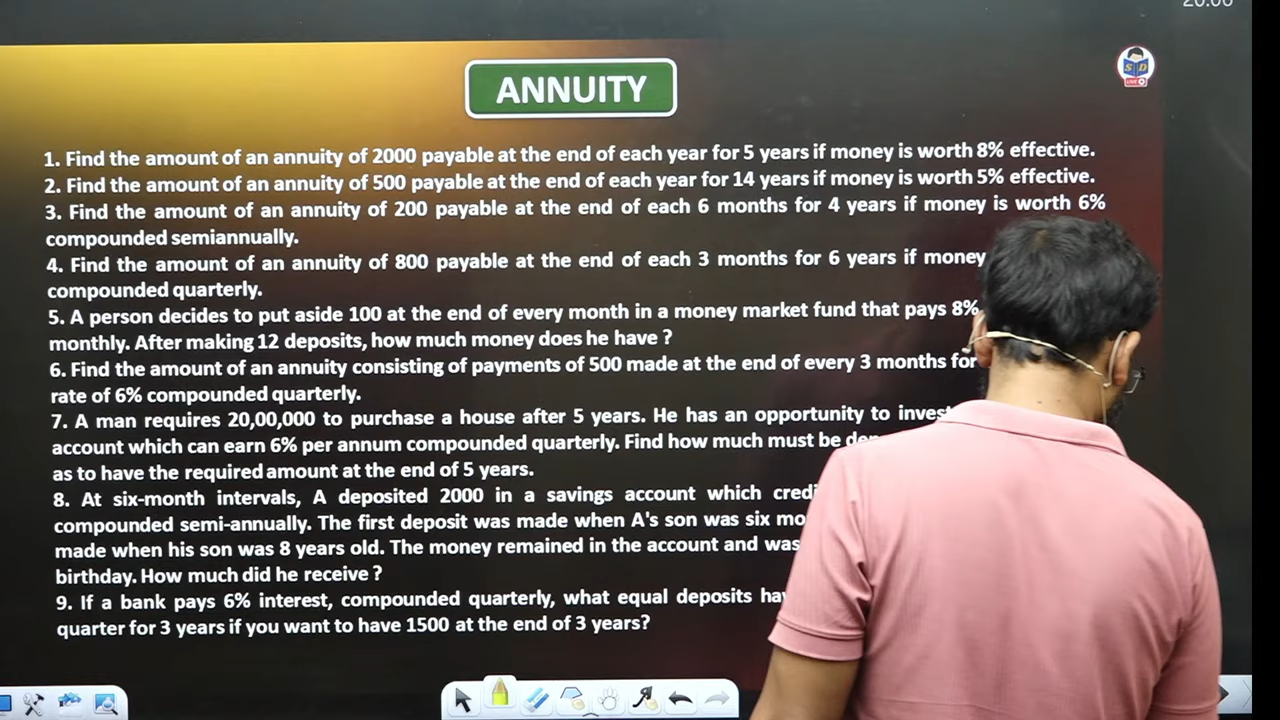 ANNUITY
S D
LIVE
1. Find the amount of an annuity of 2000 payable at the end of each year for 5 years if money is worth 8% effective.
2. Find the amount of an annuity of 500 payable at the end of each year for 14 years if money is worth 5% effective.
3. Find the amount of an annuity of 200 payable at the end of each 6 months for 4 years if money is worth 6%
compounded semiannually.
4. Find the amount of an annuity of 800 payable at the end of each 3 months for 6 years if money
compounded quarterly.
5. A person decides to put aside 100 at the end of every month in a money market fund that pays 8%
monthly. After making 12 deposits, how much money does he have ?
6. Find the amount of an annuity consisting of payments of 500 made at the end of every 3 months for
rate of 6% compounded quarterly.
7. A man requires 20,00,000 to purchase a house after 5 years. He has an opportunity to invest
account which can earn 6% per annum compounded quarterly. Find how much must be
as to have the required amount at the end of 5 years.
8. At six-month intervals, A deposited 2000 in a savings account which
compounded semi-annually. The first deposit was made when A's son was six
made when his son was 8 years old. The money remained in the account and was
birthday. How much did he receive ?
9. If a bank pays 6% interest, compounded quarterly, what equal deposits
quarter for 3 years if you want to have 1500 at the end of 3 years?